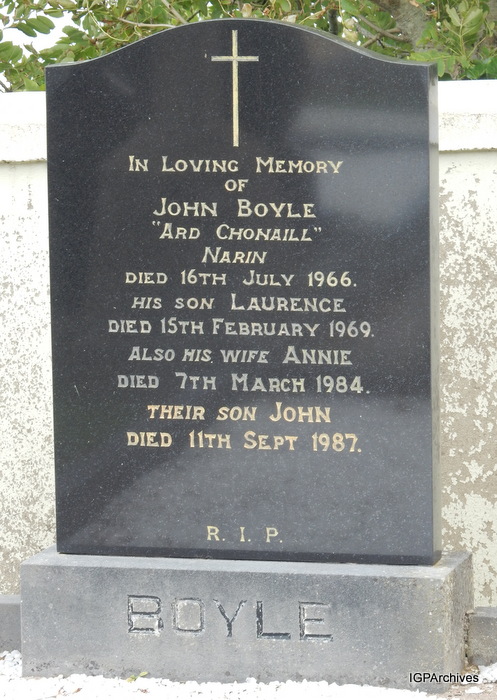 In Loving Memory
of
John Boyle
"Ard Chonaill"
Narin
died 16th July 1966.
his son Laurence
died 15th February 1969.
also his wife Annie
died 7th March 1984.
their son John
died 11th Sept 1987.
R. I. P.
BOYLE
IGPArchives